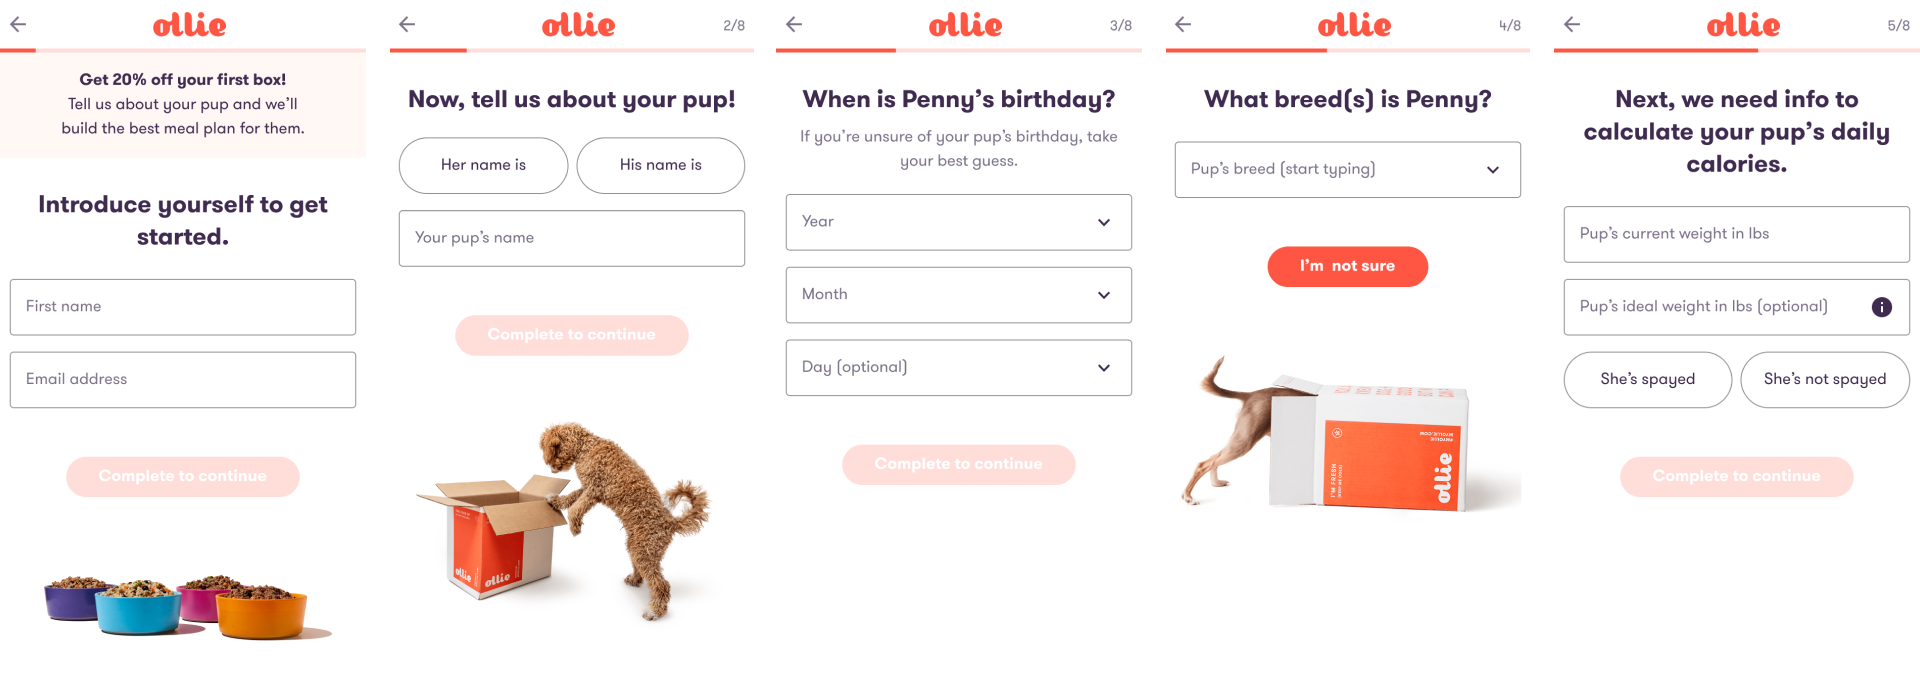 ollie
Get 20% off your first box!
Tell us about your pup and we'll
build the best meal plan for them.
Introduce yourself to get
started.
First name
Email address
Complete to continue
ollie
2/8
Now, tell us about your pup!
Her name is
His name is
Your pup's name
Complete to continue
ollie
ollie
ollie
3/8
When is Penny's birthday?
If you're unsure of your pup's birthday, take
your best guess.
Year
Month
Day (optional)
Complete to continue
ollie
4/8
What breed(s) is Penny?
Pup's breed (start typing)
I'm  not sure
I'M FRESH
ollie
ollie
5/8
Next, we need info to
calculate your pup's daily
calories.
Pup's current weight in lbs
Pup's ideal weight in lbs (optional)
i
She's spayed
She's not spayed
Complete to continue